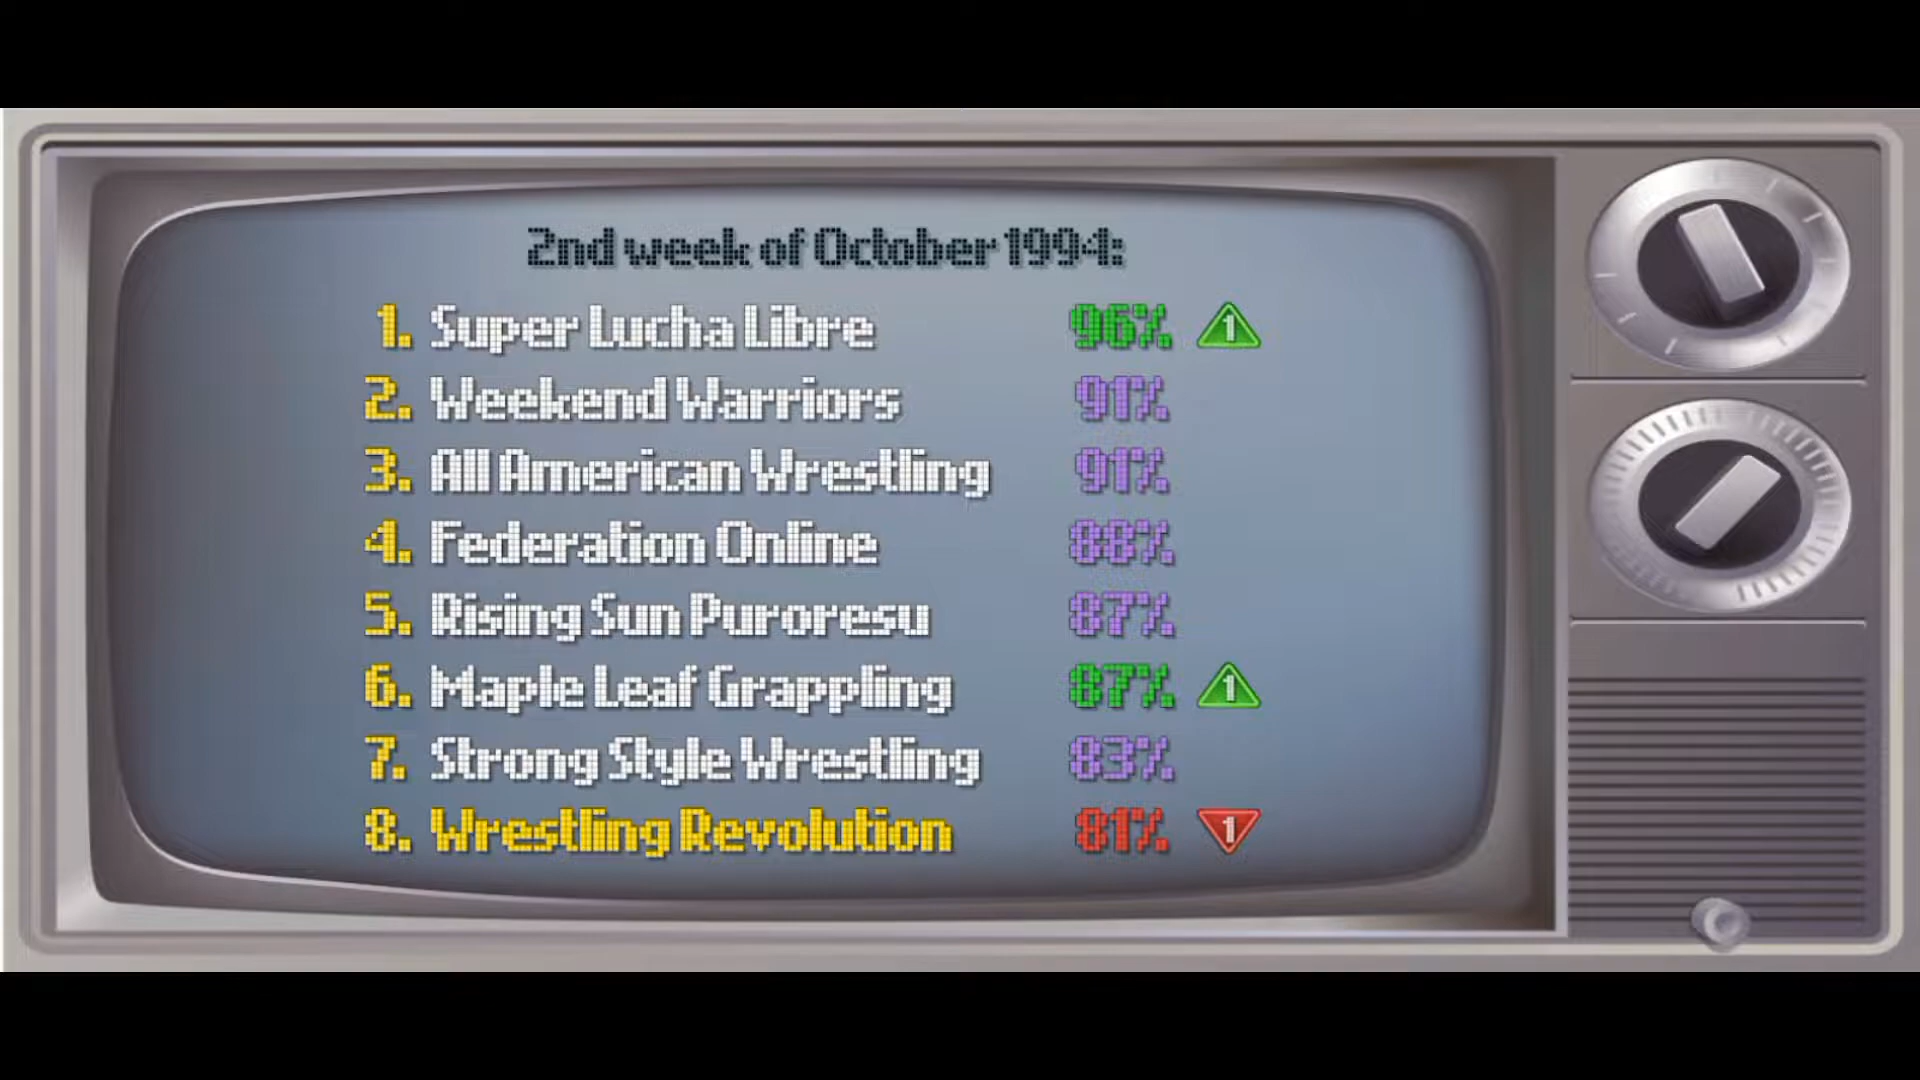 2nd week of October 1994:
1. Super Lucha Libre 96% 1
2. Weekend Warriors 91%
3. All American Wrestling 91%
4. Federation Online 88%
5. Rising Sun Puroresu 87%
6. Maple Leaf Grappling 87% 1
7. Strong Style Wrestling 83%
8. Wrestling Revolution 81% 1